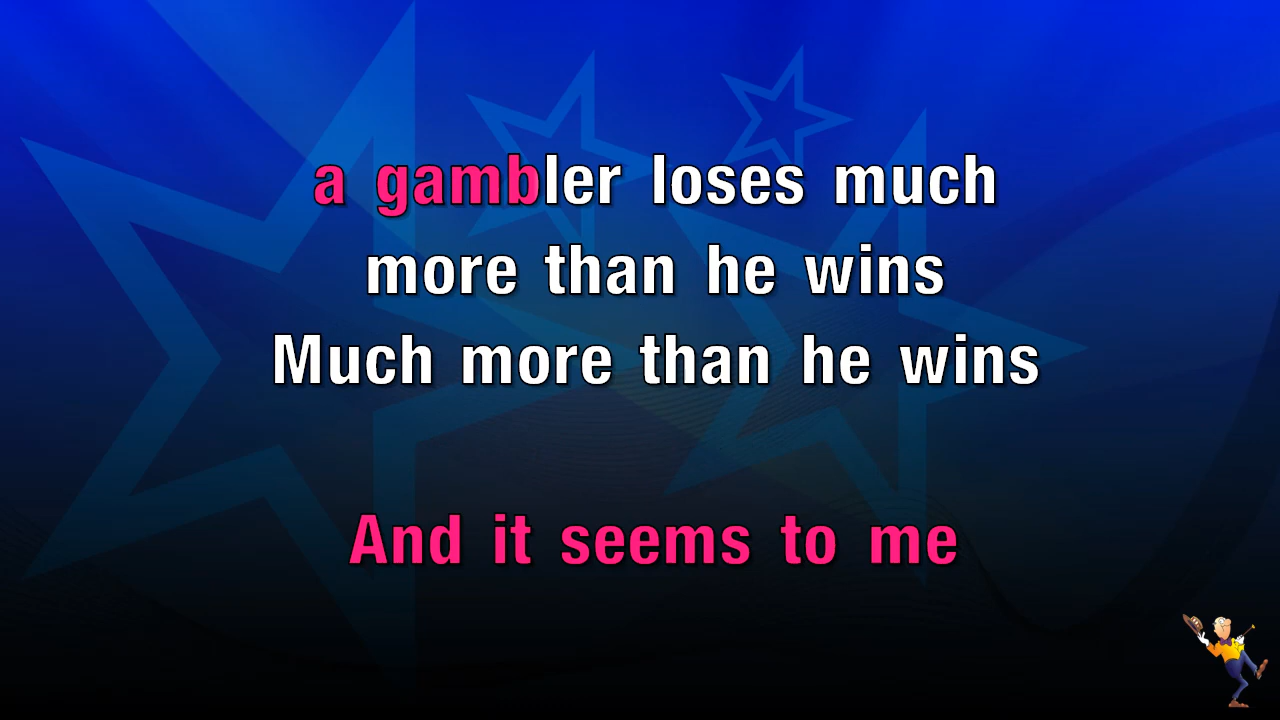 a gambler loses much
more than he wins
Much more than he wins
And it seems to me